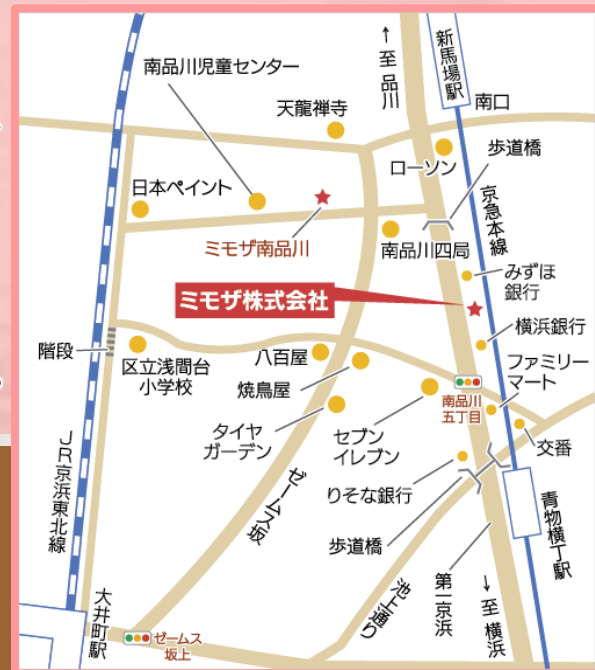 ↑至 品川
新馬場駅
南品川児童センター
天龍禅寺
南口
ローソン
歩道橋
日本ペイント
京急本線
ミモザ南品川
南品川四局
みずほ
銀行
ミモザ株式会社
横浜銀行
階段
区立浅間台
小学校
八百屋
焼鳥屋
ファミリー
マート
南品川
五丁目
タイヤ
ガーデン
セブン
イレブン
交番
JR京浜東北線
ゼームス坂
りそな銀行
歩道橋
青物横丁駅
大井町駅
池上通り
第一京浜
↓至 横浜
ゼームス
坂上